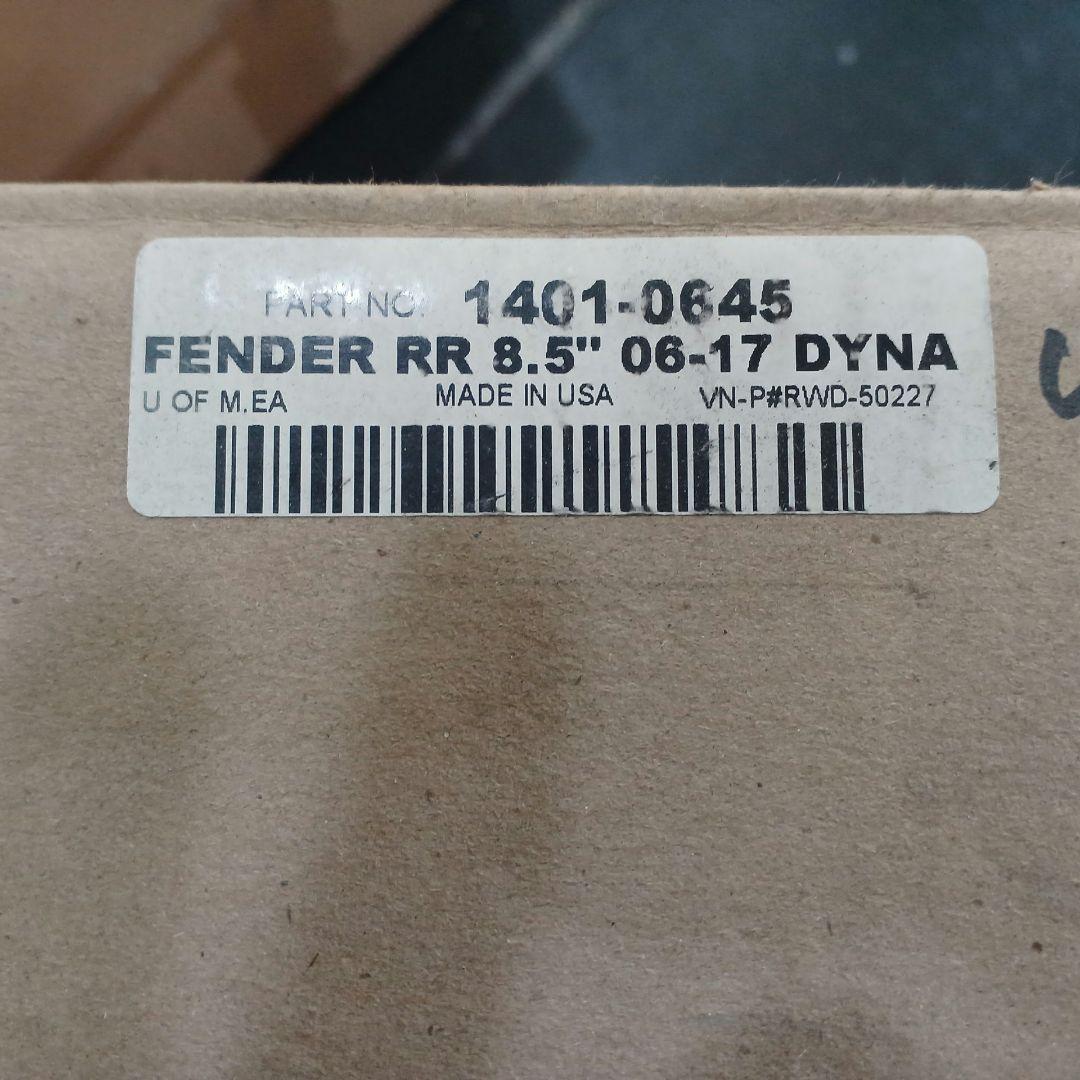 PART NO: 1401-0645
FENDER RR 8.5" 06-17 DYNA
U OF M.EA MADE IN USA VN-P#RWD-50227